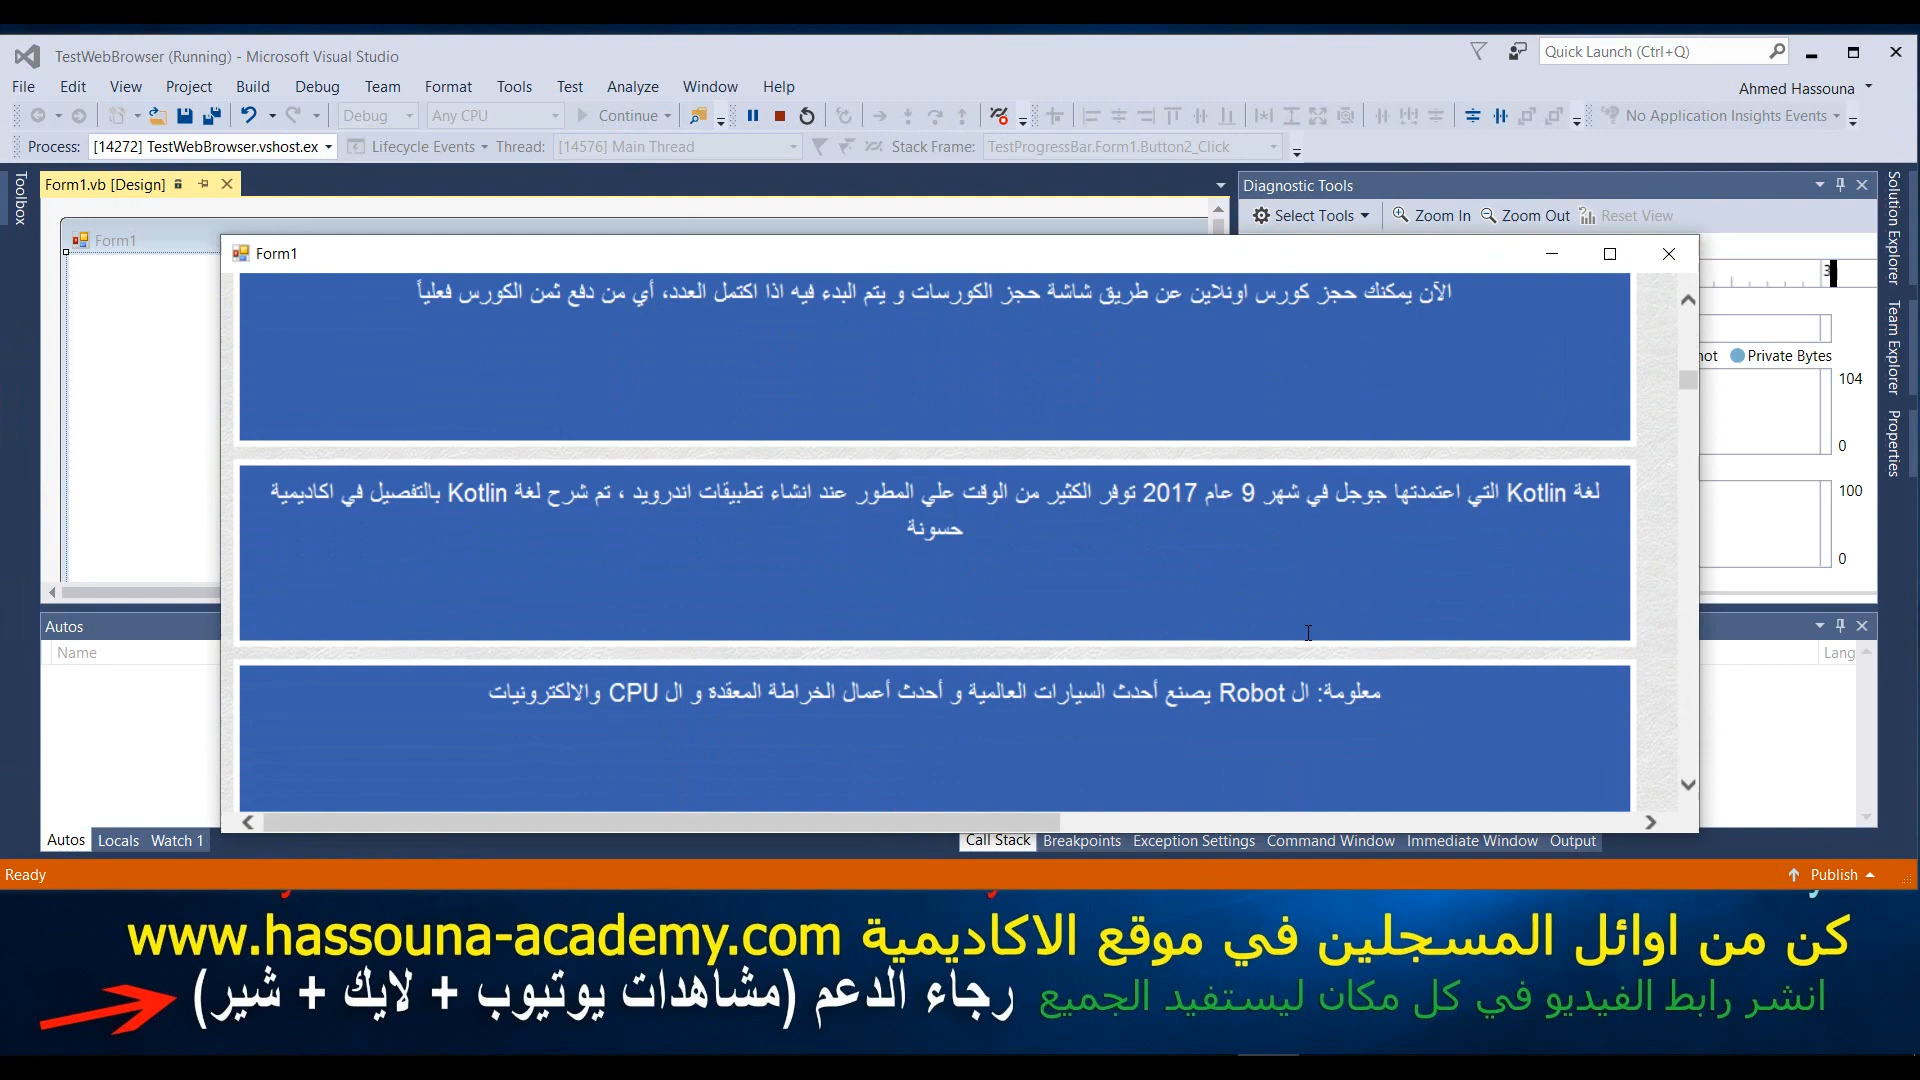 TestWebBrowser (Running) - Microsoft Visual Studio
Quick Launch (Ctrl+Q)
File Edit View Project Build Debug Team Format Tools Test Analyze Window Help
Ahmed Hassouna
Debug Any CPU Continue No Application Insights Events
Process: [14272] TestWebBrowser.vshost.ex Lifecycle Events Thread: [14576] Main Thread Stack Frame: TestProgressBar.Form1.Button2_Click
Toolbox
Form1.vb [Design]
Diagnostic Tools
Select Tools Zoom In Zoom Out Reset View
Form1
Form1
الآن يمكنك حجز كورس اونلاين عن طريق شاشة حجز الكورسات و يتم البدء فيه اذا اكتمل العدد، أي من دفع ثمن الكورس فعلياً
لغة Kotlin التي اعتمدتها جوجل في شهر 9 عام 2017 توفر الكثير من الوقت علي المطور عند انشاء تطبيقات اندرويد ، تم شرح لغة Kotlin بالتفصيل في اكاديمية
حسونة
معلومة: ال Robot يصنع أحدث السيارات العالمية و أحدث أعمال الخراطة المعقدة و ال CPU والالكترونيات
Private Bytes
104
0
100
0
Solution Explorer
Team Explorer
Properties
Autos
Name
Lang
Autos Locals Watch 1
Call Stack Breakpoints Exception Settings Command Window Immediate Window Output
Ready
Publish
كن من اوائل المسجلين في موقع الاكاديمية www.hassouna-academy.com
انشر رابط الفيديو في كل مكان ليستفيد الجميع رجاء الدعم (مشاهدات يوتيوب + لايك + شير)